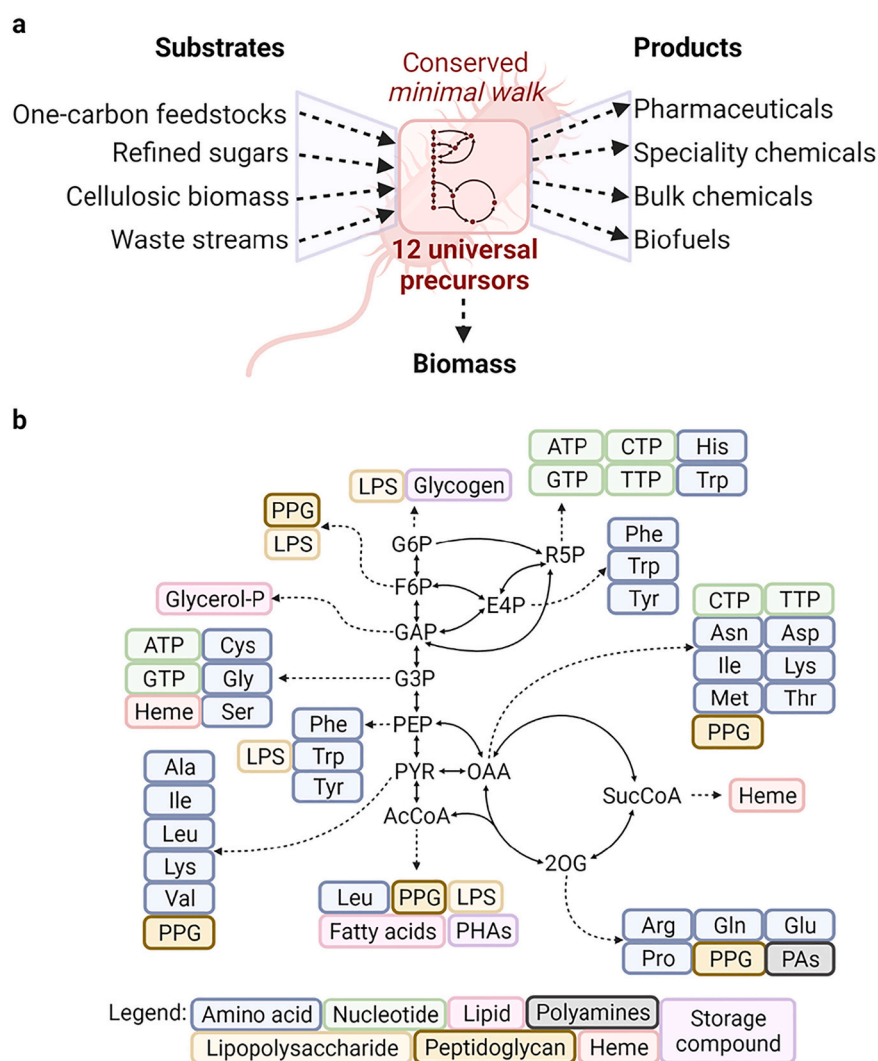 a
Substrates
Products
Conserved
minimal walk
One-carbon feedstocks
Refined sugars
Cellulosic biomass
Waste streams
Pharmaceuticals
Speciality chemicals
Bulk chemicals
Biofuels
12 universal
precursors
Biomass
b
ATP CTP His
GTP TTP Trp
LPS Glycogen
PPG
LPS
G6P
R5P
Phe
Trp
Tyr
F6P
E4P
Glycerol-P
GAP
CTP TTP
Asn Asp
Ile Lys
Met Thr
PPG
ATP Cys
GTP Gly
Heme Ser
G3P
Phe
LPS Trp
Tyr
PEP
PYR
OAA
Ala
Ile
Leu
Lys
Val
PPG
AcCoA
SucCoA
Heme
2OG
Leu PPG LPS
Fatty acids PHAs
Arg Gln Glu
Pro PPG PAs
Legend: Amino acid Nucleotide Lipid Polyamines Storage
compound
Lipopolysaccharide Peptidoglycan Heme